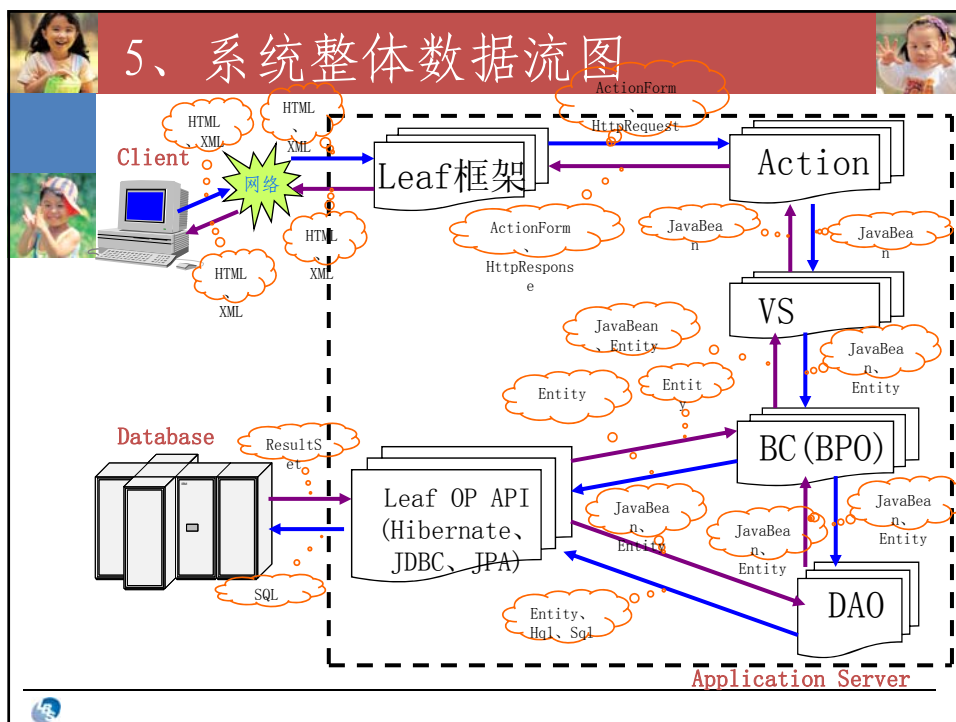 5、系统整体数据流图
ActionForm
、
HttpRequest
HTML
、XML
HTML
、
XML
Client
网络
Leaf框架
Action
HTML
、
XML
HTML
、
XML
ActionForm
、
HttpRespons
e
JavaBea
n
JavaBea
n
VS
JavaBean
、Entity
JavaBea
n、
Entity
Entity
Entit
y
Database
ResultS
et
BC(BPO)
Leaf OP API
(Hibernate、
JDBC、JPA)
JavaBea
n、
Entity
JavaBea
n、
Entity
JavaBea
n、
Entity
SQL
Entity、
Hql、Sql
DAO
Application Server
LBS